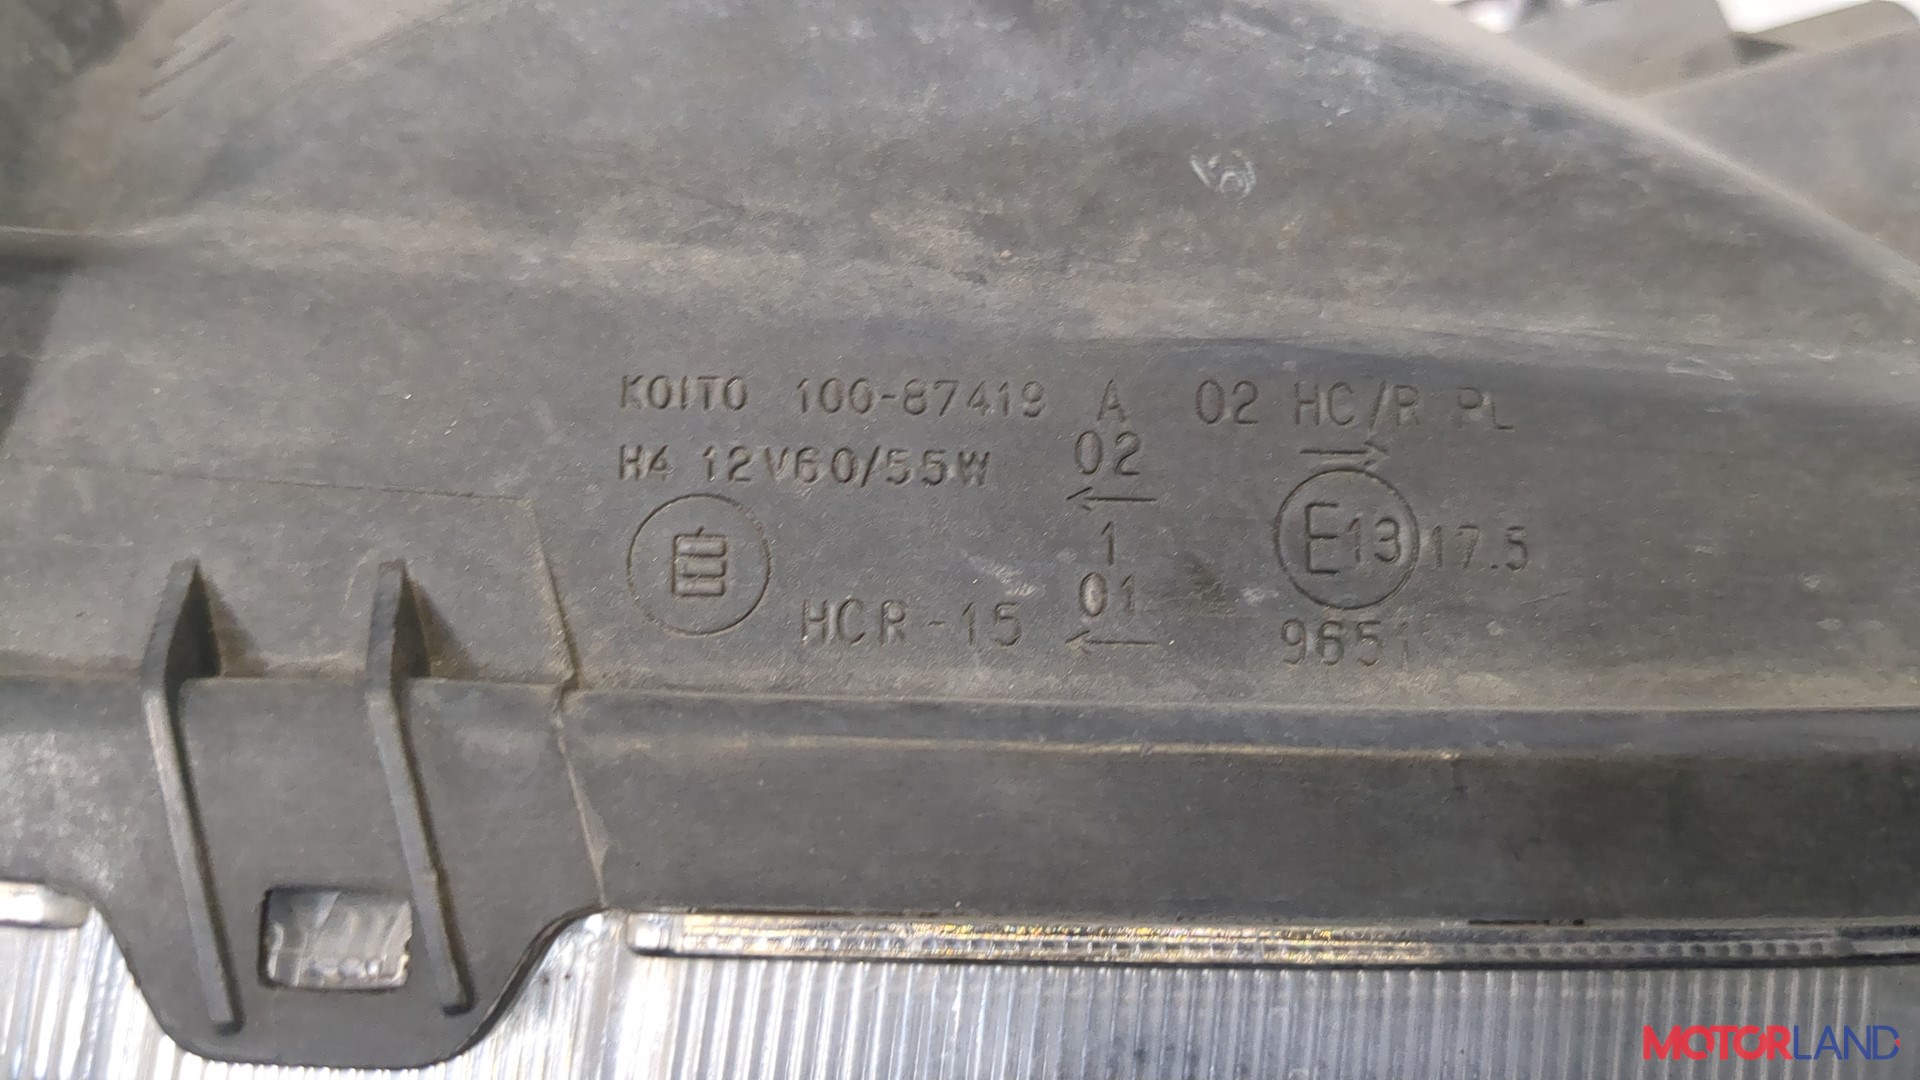 KOITO 100-87419 A 02 HC/R PL
H4 12V60/55W 02
→
←
1
E13 17.5
HCR-15 01
←
9651
MOTORLAND